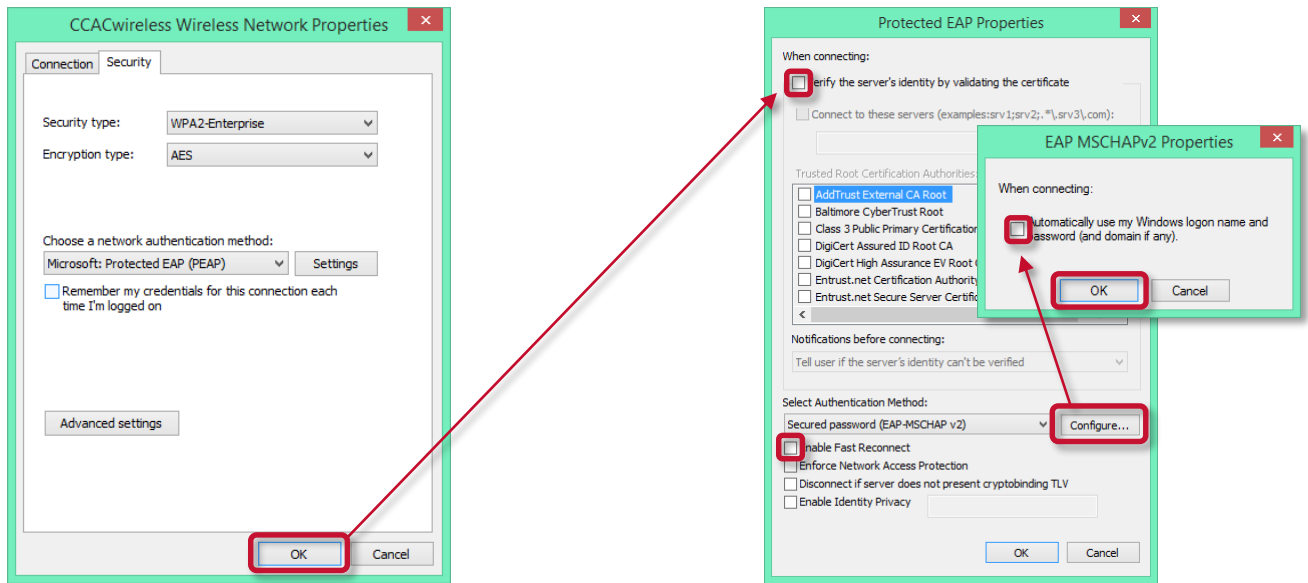 CCACwireless Wireless Network Properties
Connection
Security
Security type:
WPA2-Enterprise
Encryption type:
AES
Choose a network authentication method:
Microsoft: Protected EAP (PEAP)
Settings
Remember my credentials for this connection each
time I'm logged on
Advanced settings
OK
Cancel
Protected EAP Properties
When connecting:
erify the server's identity by validating the certificate
Connect to these servers (examples:srv1;srv2;.*\.srv3\.com):
Trusted Root Certification Authorities:
AddTrust External CA Root
Baltimore CyberTrust Root
Class 3 Public Primary Certification
DigiCert Assured ID Root CA
DigiCert High Assurance EV Root
Entrust.net Certification Authority
Entrust.net Secure Server Certific
Notifications before connecting:
Tell user if the server's identity can't be verified
Select Authentication Method:
Secured password (EAP-MSCHAP v2)
Configure...
nable Fast Reconnect
Enforce Network Access Protection
Disconnect if server does not present cryptobinding TLV
Enable Identity Privacy
OK
Cancel
EAP MSCHAPv2 Properties
When connecting:
Automatically use my Windows logon name and
password (and domain if any).
OK
Cancel